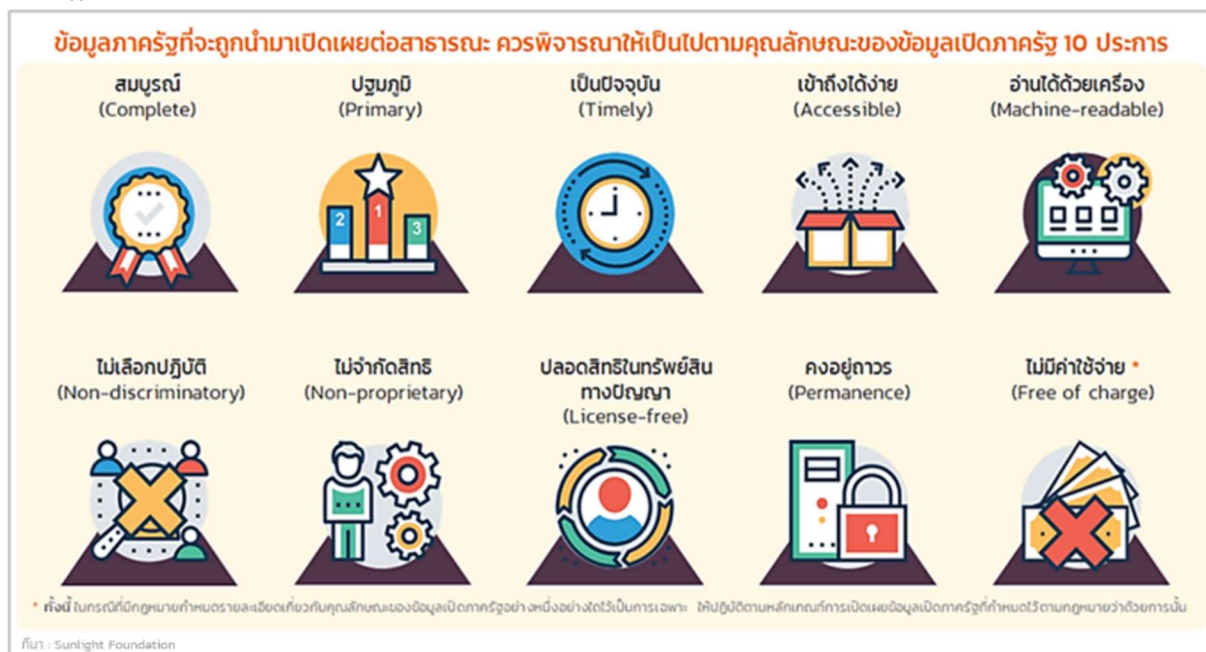 ข้อมูลภาครัฐที่จะถูกนำมาเปิดเผยต่อสาธารณะ ควรพิจารณาให้เป็นไปตามคุณลักษณะของข้อมูลเปิดภาครัฐ 10 ประการ
สมบูรณ์
(Complete)
ปฐมภูมิ
(Primary)
เป็นปัจจุบัน
(Timely)
เข้าถึงได้ง่าย
(Accessible)
อ่านได้ด้วยเครื่อง
(Machine-readable)
2
1
3
ไม่เลือกปฏิบัติ
(Non-discriminatory)
ไม่จำกัดสิทธิ
(Non-proprietary)
ปลอดสิทธิในทรัพย์สิน
ทางปัญญา
(License-free)
คงอยู่ถาวร
(Permanence)
ไม่มีค่าใช้จ่าย *
(Free of charge)
* ทั้งนี้ ในกรณีที่มีกฎหมายกำหนดรายละเอียดเกี่ยวกับคุณลักษณะของข้อมูลเปิดภาครัฐอย่างหนึ่งอย่างใดไว้เป็นการเฉพาะ ให้ปฏิบัติตามหลักเกณฑ์การเปิดเผยข้อมูลเปิดภาครัฐที่กำหนดไว้ตามกฎหมายว่าด้วยการนั้น
ที่มา : Sunlight Foundation